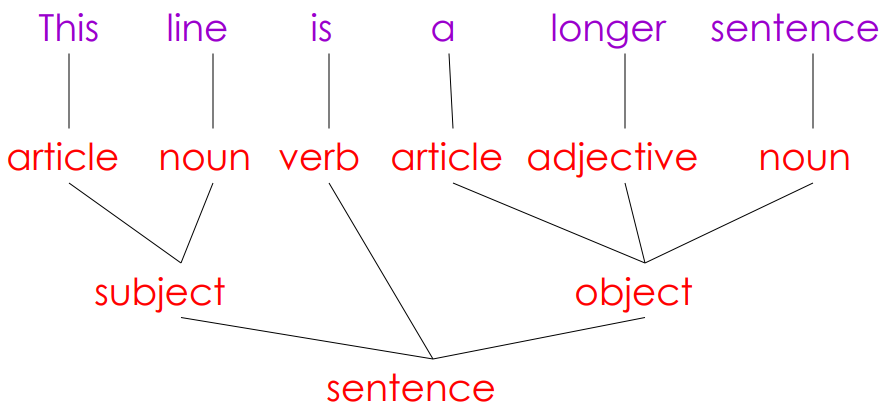 This line is a longer sentence
article noun verb article adjective noun
subject object
sentence